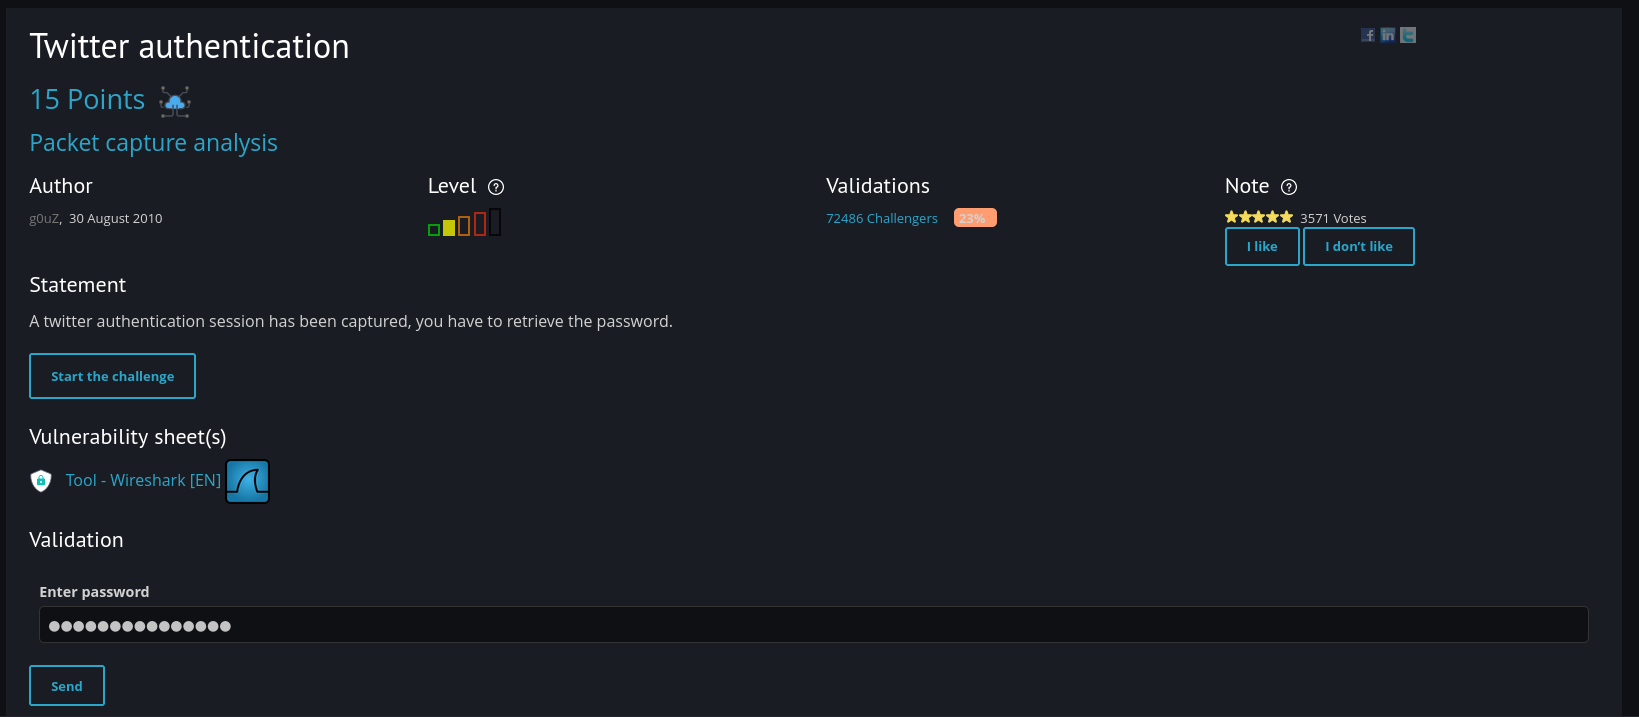 Twitter authentication
15 Points
Packet capture analysis
Author
Level
Validations
Note
g0uZ, 30 August 2010
72486 Challengers 23%
3571 Votes
I like
I don't like
Statement
A twitter authentication session has been captured, you have to retrieve the password.
Start the challenge
Vulnerability sheet(s)
Tool - Wireshark [EN]
Validation
Enter password
●●●●●●●●●●●●●●●
Send